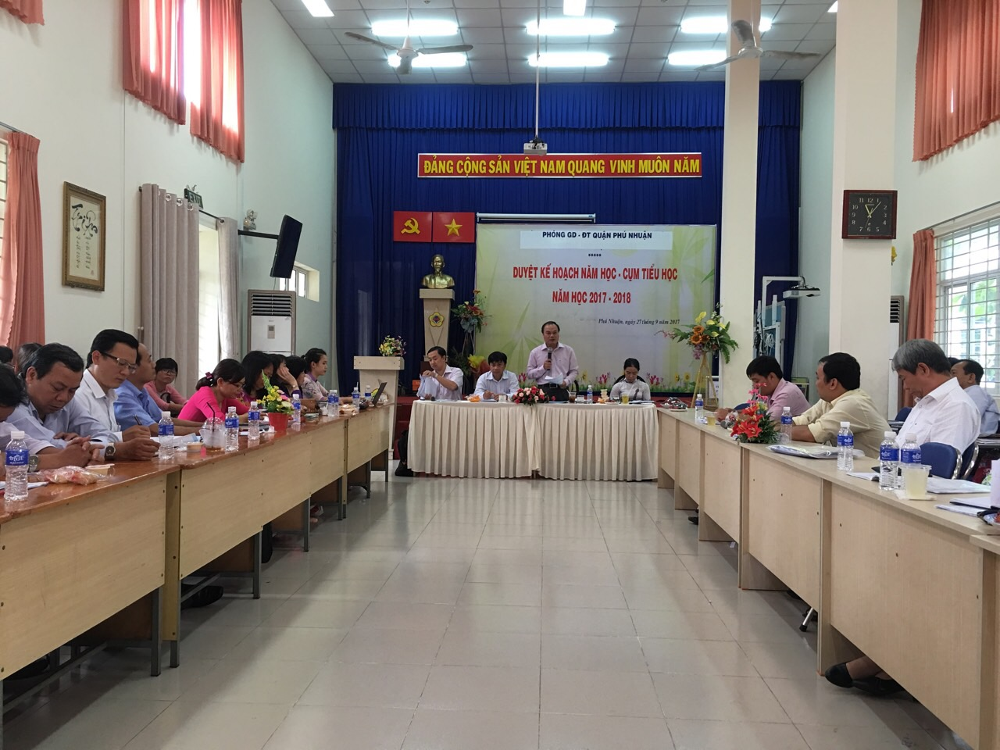 ĐẢNG CỘNG SẢN VIỆT NAM QUANG VINH MUÔN NĂM
PHÒNG GD - ĐT QUẬN PHÚ NHUẬN
*****
DUYỆT KẾ HOẠCH NĂM HỌC - CỤM TIỂU HỌC
NĂM HỌC 2017 - 2018
Phú Nhuận, ngày 27 tháng 9 năm 2017